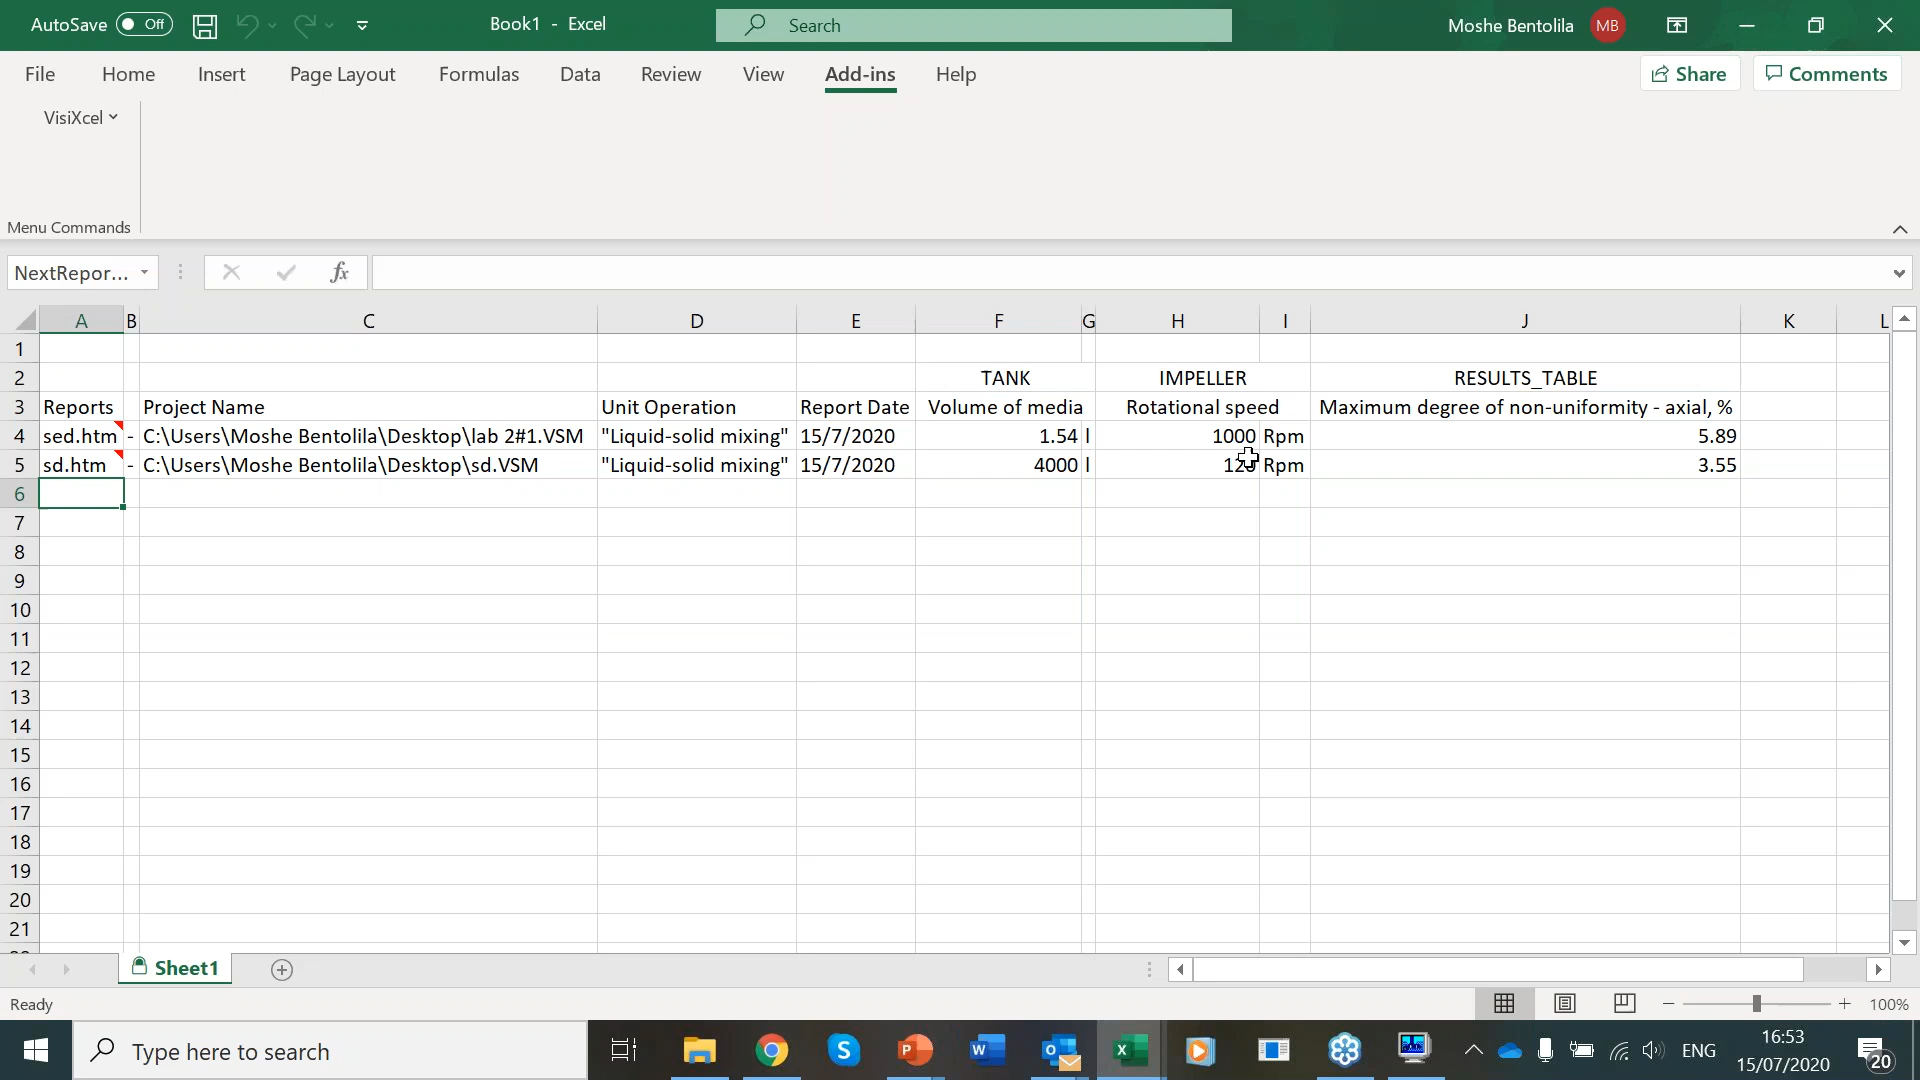 AutoSave Off Book1 - Excel Search Moshe Bentolila MB
File Home Insert Page Layout Formulas Data Review View Add-ins Help Share Comments
VisiXcel
Menu Commands
NextRepor... fx
A B C D E F G H I J K L
1
2 TANK IMPELLER RESULTS_TABLE
3 Reports Project Name Unit Operation Report Date Volume of media Rotational speed Maximum degree of non-uniformity - axial, %
4 sed.htm - C:\Users\Moshe Bentolila\Desktop\lab 2#1.VSM "Liquid-solid mixing" 15/7/2020 1.54 l 1000 Rpm 5.89
5 sd.htm - C:\Users\Moshe Bentolila\Desktop\sd.VSM "Liquid-solid mixing" 15/7/2020 4000 l Rpm 3.55
6
7
8
9
10
11
12
13
14
15
16
17
18
19
20
21
Sheet1
Ready 100%
Type here to search ENG 16:53
15/07/2020 20